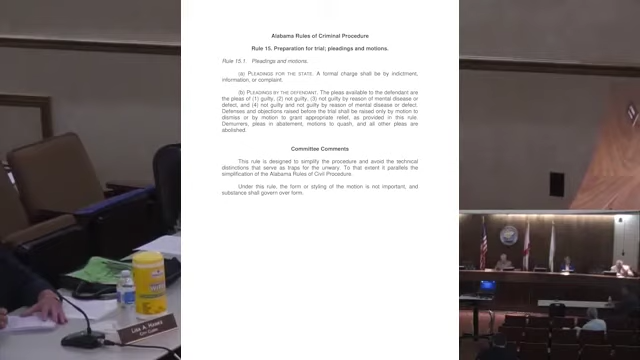 Alabama Rules of Criminal Procedure
Rule 15. Preparation for trial; pleadings and motions.
Rule 15.1. Pleadings and motions.
(a) PLEADINGS FOR THE STATE. A formal charge shall be by indictment,
information, or complaint.
(b) PLEADINGS BY THE DEFENDANT. The pleas available to the defendant are
the pleas of (1) guilty, (2) not guilty, (3) not guilty by reason of mental disease or
defect, and (4) not guilty and not guilty by reason of mental disease or defect.
Defenses and objections raised before the trial shall be raised only by motion to
dismiss or by motion to grant appropriate relief, as provided in this rule.
Demurrers, pleas in abatement, motions to quash, and all other pleas are
abolished.
Committee Comments
This rule is designed to simplify the procedure and avoid the technical
distinctions that serve as traps for the unwary. To that extent it parallels the
simplification of the Alabama Rules of Civil Procedure.
Under this rule, the form or styling of the motion is not important, and
substance shall govern over form.
Lisa A.
City Clerk